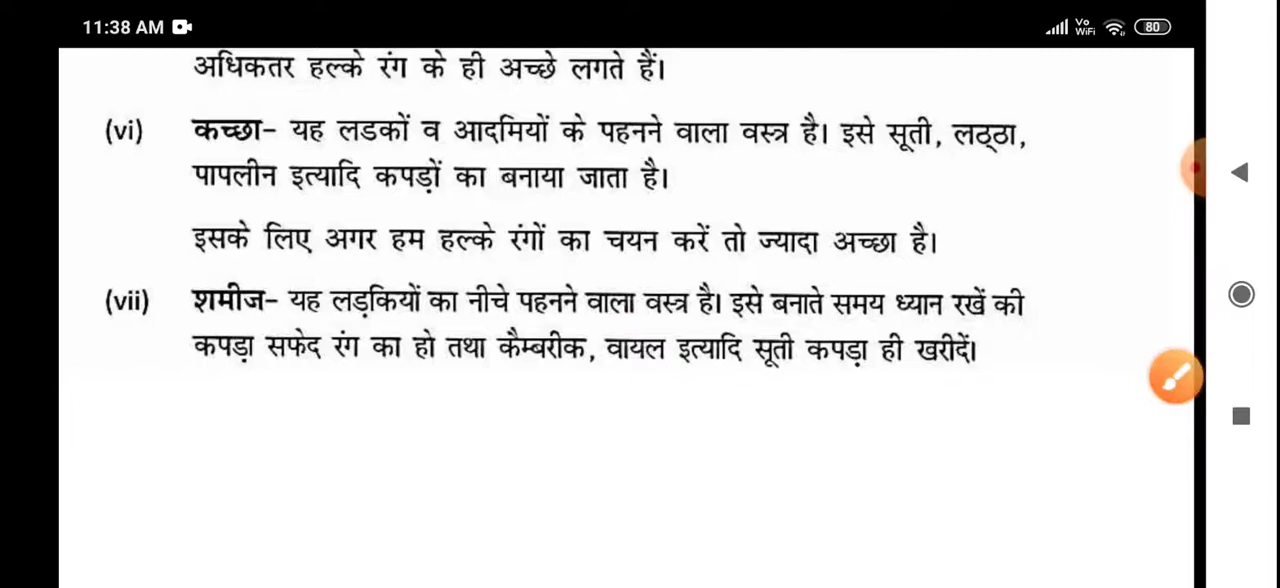 11:38 AM
Vo
WiFi
80
अधिकतर हल्के रंग के ही अच्छे लगते हैं।
(vi) कच्छा– यह लडकों व आदमियों के पहनने वाला वस्त्र है। इसे सूती, लठ्ठा,
पापलीन इत्यादि कपड़ों का बनाया जाता है।
इसके लिए अगर हम हल्के रंगों का चयन करें तो ज्यादा अच्छा है।
(vii) शमीज– यह लड़कियों का नीचे पहनने वाला वस्त्र है। इसे बनाते समय ध्यान रखें की
कपड़ा सफेद रंग का हो तथा कैम्बरीक, वायल इत्यादि सूती कपड़ा ही खरीदें।